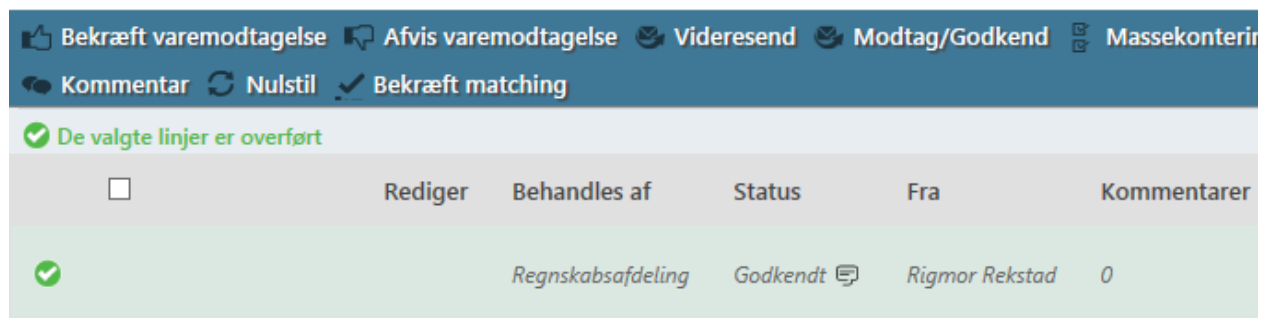 Bekræft varemodtagelse Afvis varemodtagelse Videresend Modtag/Godkend
Kommentar Nulstil Bekræft matching
De valgte linjer er overført
Rediger Behandles af Status Fra Kommentarer
Regnskabsafdeling Godkendt Rigmor Rekstad 0